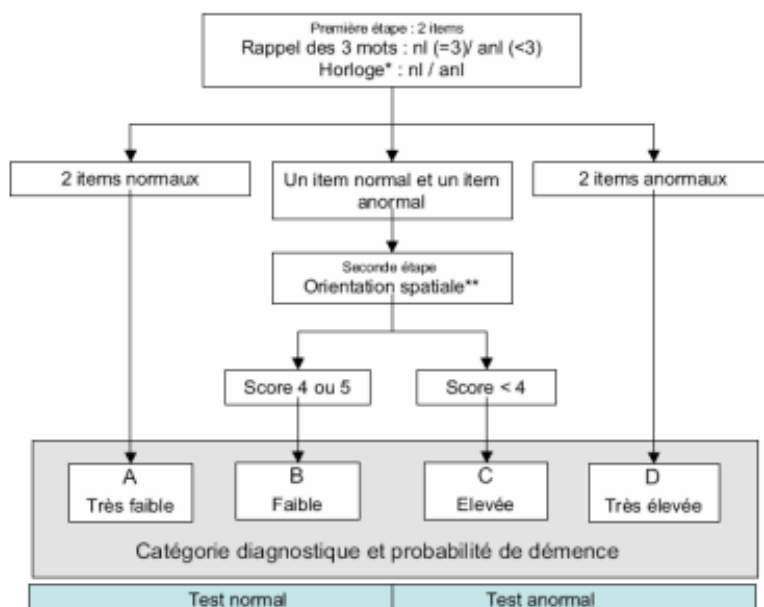 Première étape : 2 items
Rappel des 3 mots : nl (=3)/ anl (<3)
Horloge* : nl / anl
2 items normaux
Un item normal et un item
anormal
2 items anormaux
Seconde étape
Orientation spatiale**
Score 4 ou 5
Score < 4
A
Très faible
B
Faible
C
Elevée
D
Très élevée
Catégorie diagnostique et probabilité de démence
Test normal
Test anormal